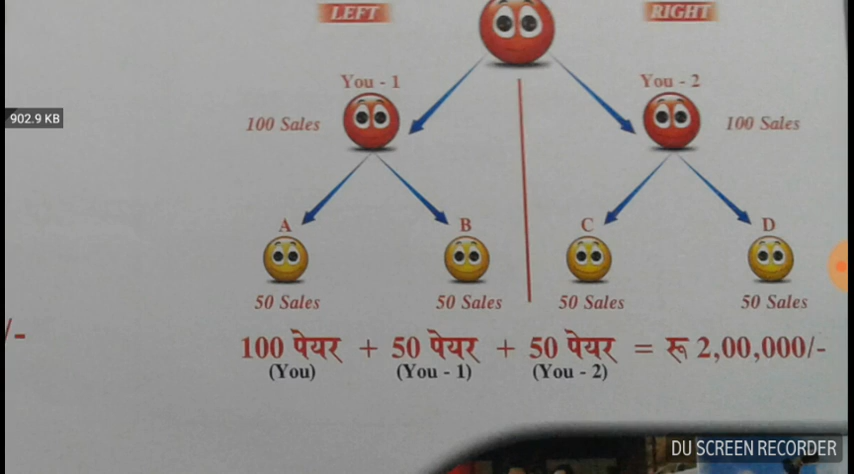 LEFT
RIGHT
You - 1
You - 2
902.9 KB
100 Sales
100 Sales
A
B
C
D
50 Sales
50 Sales
50 Sales
50 Sales
/-
100 पेयर + 50 पेयर + 50 पेयर = रू 2,00,000/-
(You)
(You - 1)
(You - 2)
DU SCREEN RECORDER